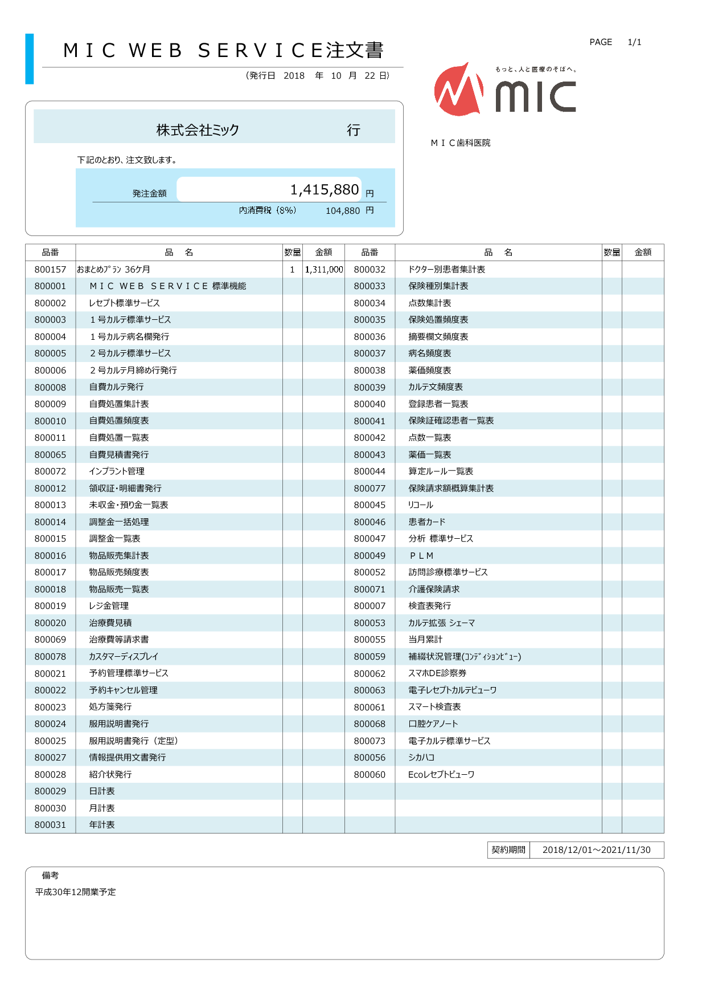 ＭＩＣ ＷＥＢ ＳＥＲＶＩＣＥ注文書
PAGE 1/1
(発行日 2018 年 10 月 22 日)
もっと、人と医療のそばへ。
mic
株式会社ミック 行
ＭＩＣ歯科医院
下記のとおり、注文致します。
発注金額 1,415,880 円
内消費税（8%） 104,880 円
品番 品 名 数量 金額 品番 品 名 数量 金額
800157 おまとめﾌﾟﾗﾝ 36ケ月 1 1,311,000 800032 ドクター別患者集計表
800001 ＭＩＣ ＷＥＢ ＳＥＲＶＩＣＥ 標準機能 800033 保険種別集計表
800002 レセプト標準サービス 800034 点数集計表
800003 １号カルテ標準サービス 800035 保険処置頻度表
800004 １号カルテ病名欄発行 800036 摘要欄文頻度表
800005 ２号カルテ標準サービス 800037 病名頻度表
800006 ２号カルテ月締め行発行 800038 薬価頻度表
800008 自費カルテ発行 800039 カルテ文頻度表
800009 自費処置集計表 800040 登録患者一覧表
800010 自費処置頻度表 800041 保険証確認患者一覧表
800011 自費処置一覧表 800042 点数一覧表
800065 自費見積書発行 800043 薬価一覧表
800072 インプラント管理 800044 算定ルール一覧表
800012 領収証・明細書発行 800077 保険請求額概算集計表
800013 未収金・預り金一覧表 800045 リコール
800014 調整金一括処理 800046 患者カード
800015 調整金一覧表 800047 分析 標準サービス
800016 物品販売集計表 800049 ＰＬＭ
800017 物品販売頻度表 800052 訪問診療標準サービス
800018 物品販売一覧表 800071 介護保険請求
800019 レジ金管理 800007 検査表発行
800020 治療費見積 800053 カルテ拡張 シェーマ
800069 治療費等請求書 800055 当月累計
800078 カスタマーディスプレイ 800059 補綴状況管理(ｺﾝﾃﾞｨｼｮﾝﾋﾞｭｰ)
800021 予約管理標準サービス 800062 スマホDE診察券
800022 予約キャンセル管理 800063 電子レセプトカルテビューワ
800023 処方箋発行 800061 スマート検査表
800024 服用説明書発行 800068 口腔ケアノート
800025 服用説明書発行（定型） 800073 電子カルテ標準サービス
800027 情報提供用文書発行 800056 シカハコ
800028 紹介状発行 800060 Ecoレセプトビューワ
800029 日計表
800030 月計表
800031 年計表
契約期間 2018/12/01～2021/11/30
備考
平成30年12開業予定